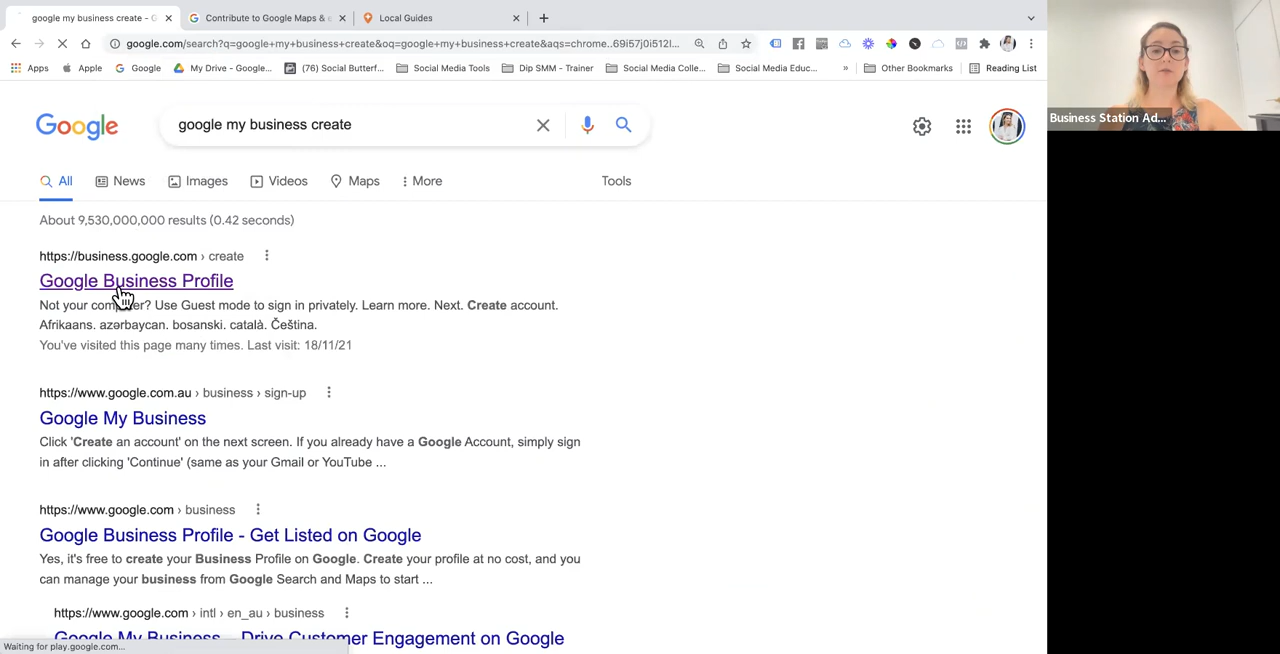 google my business create - G
Contribute to Google Maps & e
Local Guides
google.com/search?q=google+my+business+create&oq=google+my+business+create&aqs=chrome..69i57j0i512l...
Apps
Apple
Google
My Drive - Google...
(76) Social Butterf...
Social Media Tools
Dip SMM - Trainer
Social Media Colle...
Social Media Educ...
»
Other Bookmarks
Reading List
Business Station Ad...
Google
google my business create
All
News
Images
Videos
Maps
More
Tools
About 9,530,000,000 results (0.42 seconds)
https://business.google.com › create
Google Business Profile
Not your computer? Use Guest mode to sign in privately. Learn more. Next. Create account.
Afrikaans. azərbaycan. bosanski. català. Čeština.
You've visited this page many times. Last visit: 18/11/21
https://www.google.com.au › business › sign-up
Google My Business
Click 'Create an account' on the next screen. If you already have a Google Account, simply sign
in after clicking 'Continue' (same as your Gmail or YouTube ...
https://www.google.com › business
Google Business Profile - Get Listed on Google
Yes, it's free to create your Business Profile on Google. Create your profile at no cost, and you
can manage your business from Google Search and Maps to start ...
https://www.google.com › intl › en_au › business
Google My Business - Drive Customer Engagement on Google
Waiting for play.google.com...